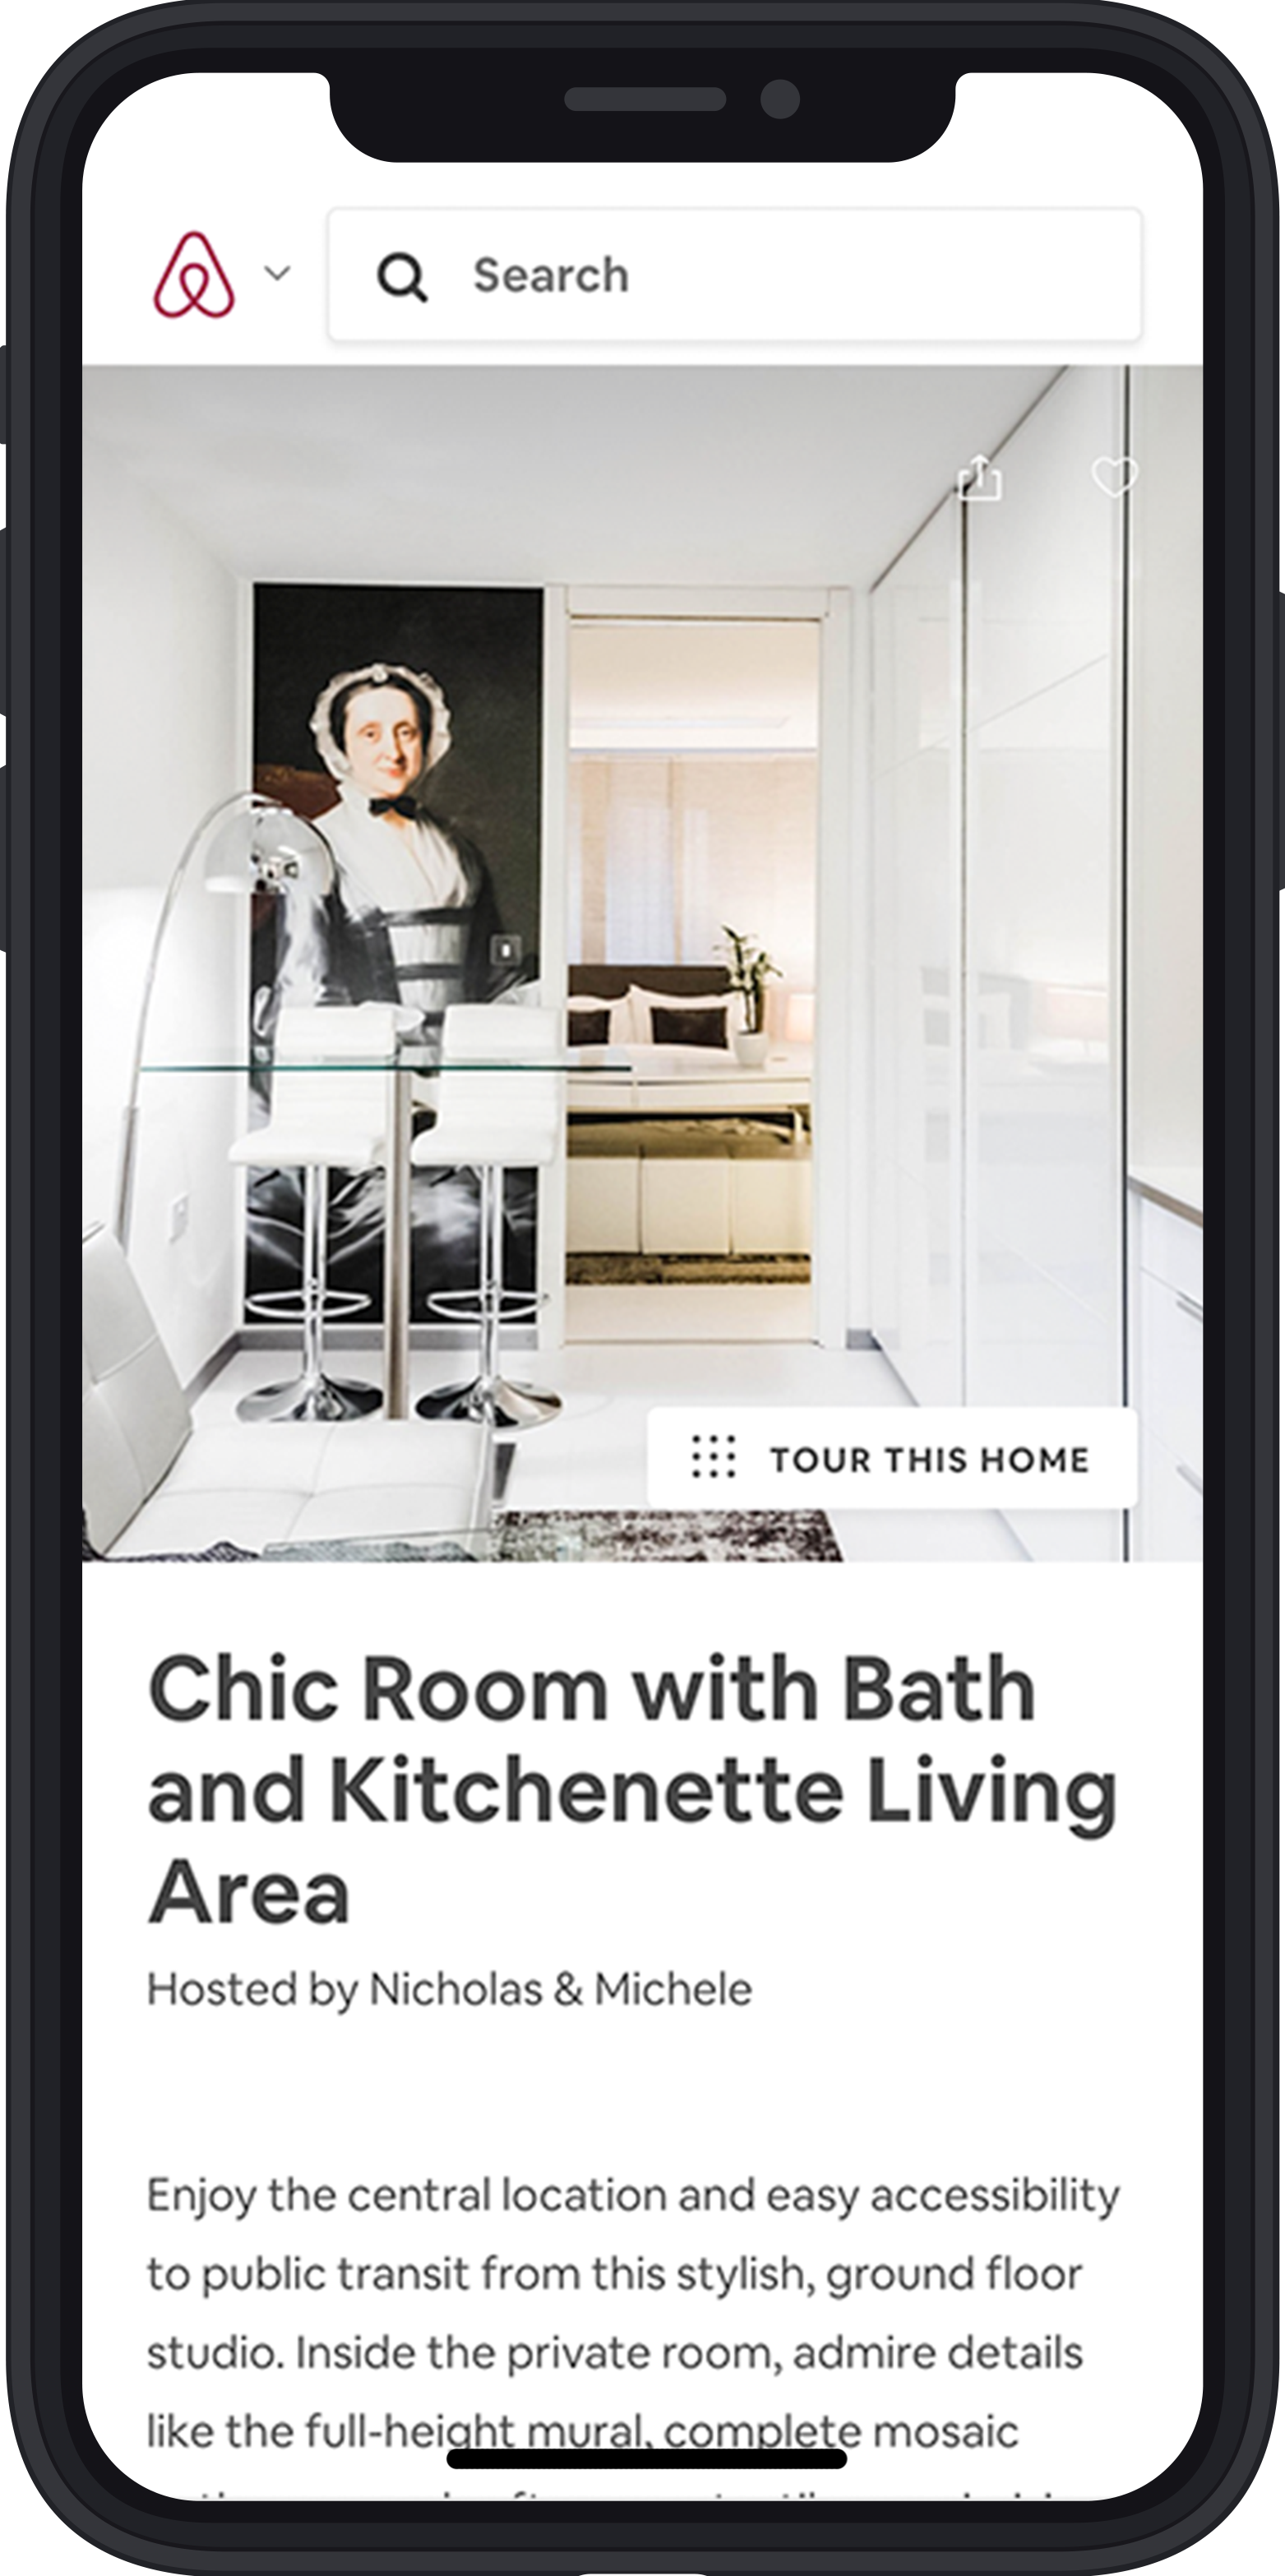 Search
TOUR THIS HOME
Chic Room with Bath
and Kitchenette Living
Area
Hosted by Nicholas & Michele
Enjoy the central location and easy accessibility
to public transit from this stylish, ground floor
studio. Inside the private room, admire details
like the full-height mural, complete mosaic